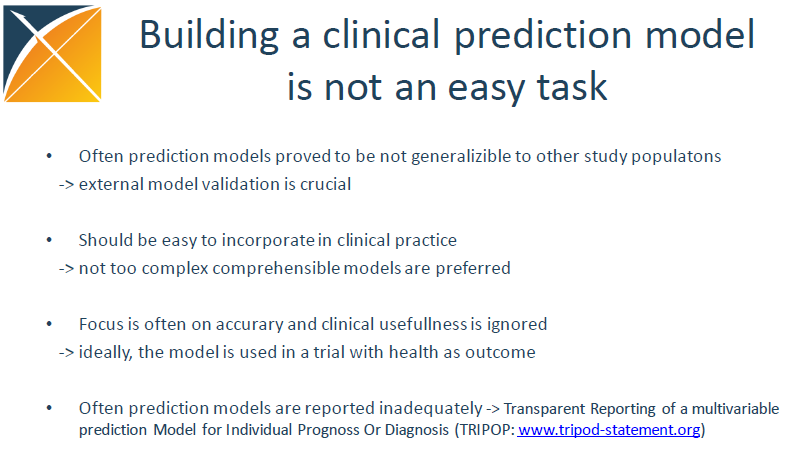 Building a clinical prediction model
is not an easy task
• Often prediction models proved to be not generalizible to other study populatons
-> external model validation is crucial
• Should be easy to incorporate in clinical practice
-> not too complex comprehensible models are preferred
• Focus is often on accurary and clinical usefullness is ignored
-> ideally, the model is used in a trial with health as outcome
• Often prediction models are reported inadequately -> Transparent Reporting of a multivariable
prediction Model for Individual Prognoss Or Diagnosis (TRIPOP: www.tripod-statement.org)